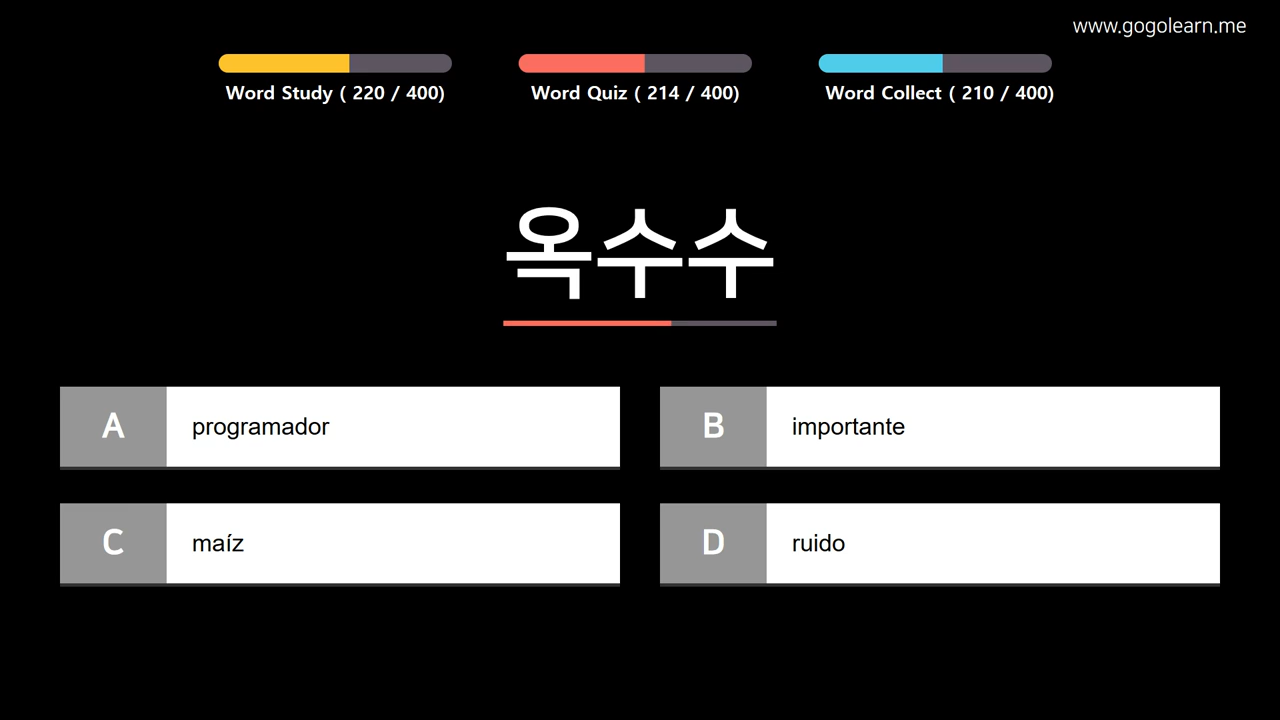 www.gogolearn.me
Word Study ( 220 / 400)
Word Quiz ( 214 / 400)
Word Collect ( 210 / 400)
옥수수
A programador
B importante
C maíz
D ruido